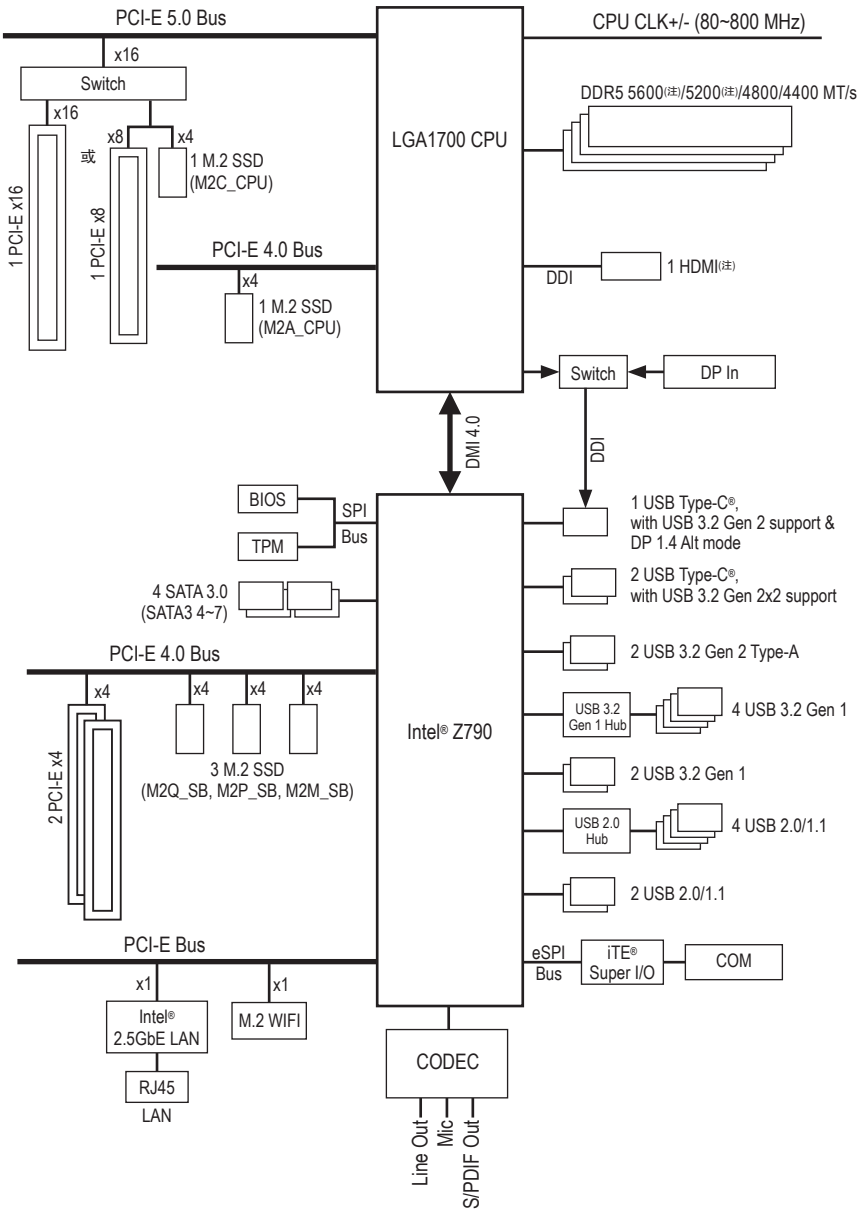 PCI-E 5.0 Bus
x16
Switch
x16
x8
x4
或
1 PCI-E x16
1 PCI-E x8
1 M.2 SSD
(M2C_CPU)
PCI-E 4.0 Bus
x4
1 M.2 SSD
(M2A_CPU)
LGA1700 CPU
CPU CLK+/- (80~800 MHz)
DDR5 5600(注)/5200(注)/4800/4400 MT/s
DDI
1 HDMI(注)
Switch
DP In
DDI
DMI 4.0
BIOS
TPM
SPI
Bus
4 SATA 3.0
(SATA3 4~7)
PCI-E 4.0 Bus
x4
x4
x4
x4
2 PCI-E x4
3 M.2 SSD
(M2Q_SB, M2P_SB, M2M_SB)
Intel® Z790
1 USB Type-C®,
with USB 3.2 Gen 2 support &
DP 1.4 Alt mode
2 USB Type-C®,
with USB 3.2 Gen 2x2 support
2 USB 3.2 Gen 2 Type-A
USB 3.2
Gen 1 Hub
4 USB 3.2 Gen 1
2 USB 3.2 Gen 1
USB 2.0
Hub
4 USB 2.0/1.1
2 USB 2.0/1.1
eSPI
Bus
iTE®
Super I/O
COM
PCI-E Bus
x1
x1
Intel®
2.5GbE LAN
M.2 WIFI
RJ45
LAN
CODEC
Line Out
Mic
S/PDIF Out